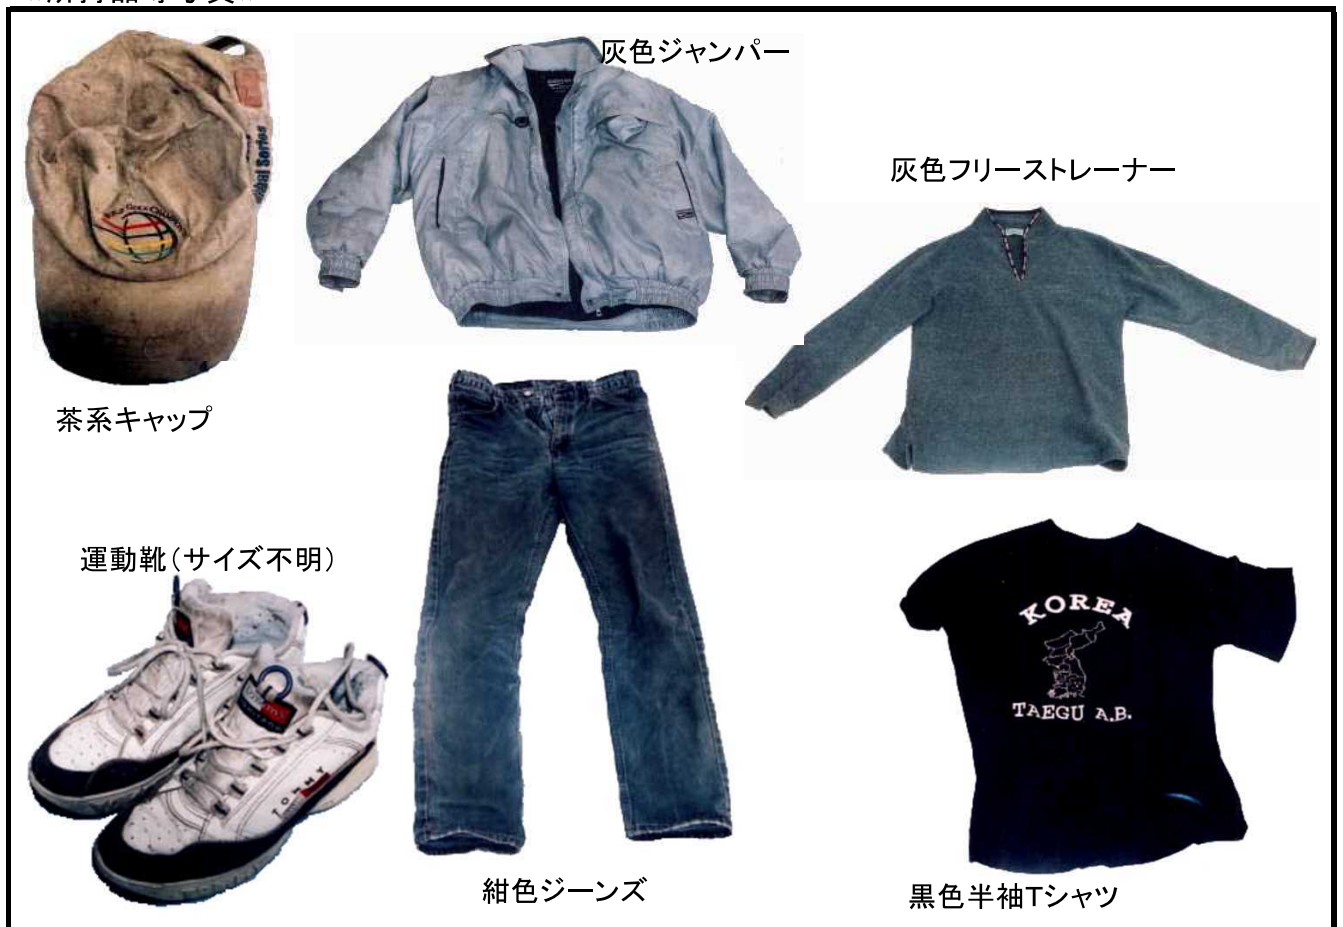 灰色ジャンパー
灰色フリーストレーナー
茶系キャップ
運動靴(サイズ不明)
KOREA
TAEGU A.B.
TOMMY
紺色ジーンズ
黒色半袖Tシャツ